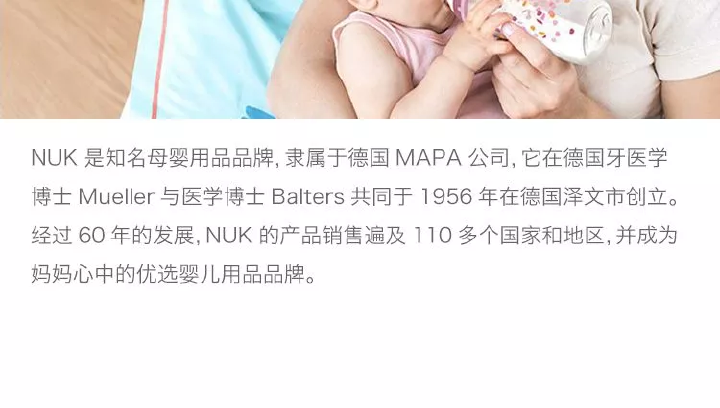 NUK 是知名母婴用品品牌, 隶属于德国 MAPA 公司, 它在德国牙医学
博士 Mueller 与医学博士 Balters 共同于 1956 年在德国泽文市创立。
经过 60 年的发展, NUK 的产品销售遍及 110 多个国家和地区, 并成为
妈妈心中的优选婴儿用品品牌。